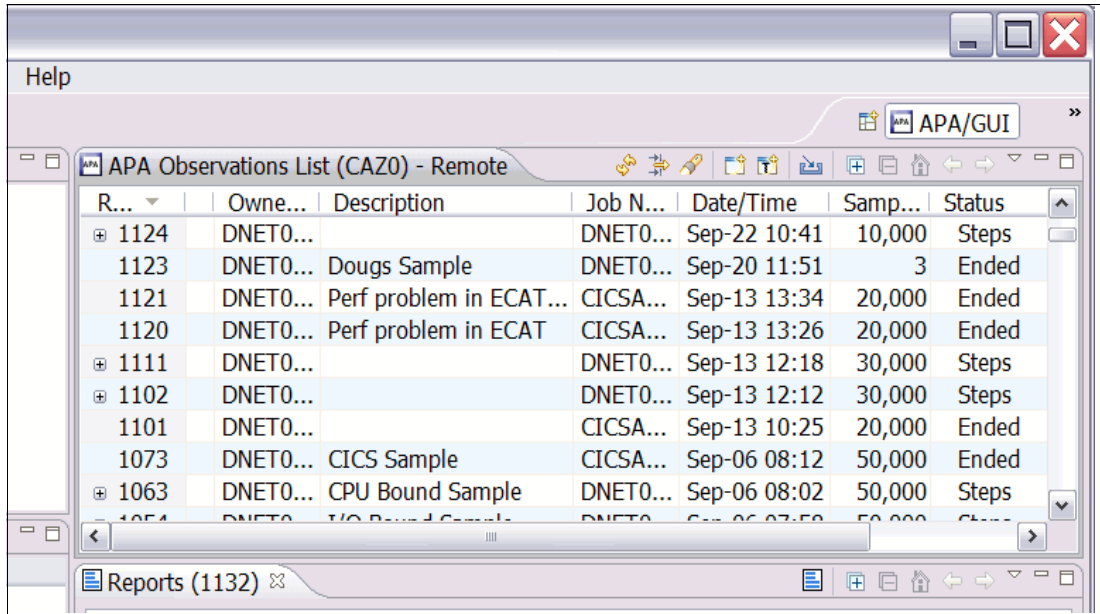 Help
APA APA/GUI »
APA APA Observations List (CAZ0) - Remote
R... Owne... Description Job N... Date/Time Samp... Status
1124 DNET0... DNET0... Sep-22 10:41 10,000 Steps
1123 DNET0... Dougs Sample DNET0... Sep-20 11:51 3 Ended
1121 DNET0... Perf problem in ECAT... CICSA... Sep-13 13:34 20,000 Ended
1120 DNET0... Perf problem in ECAT CICSA... Sep-13 13:26 20,000 Ended
1111 DNET0... DNET0... Sep-13 12:18 30,000 Steps
1102 DNET0... DNET0... Sep-13 12:12 30,000 Steps
1101 DNET0... CICSA... Sep-13 10:25 20,000 Ended
1073 DNET0... CICS Sample CICSA... Sep-06 08:12 50,000 Ended
1063 DNET0... CPU Bound Sample DNET0... Sep-06 08:02 50,000 Steps
Reports (1132)